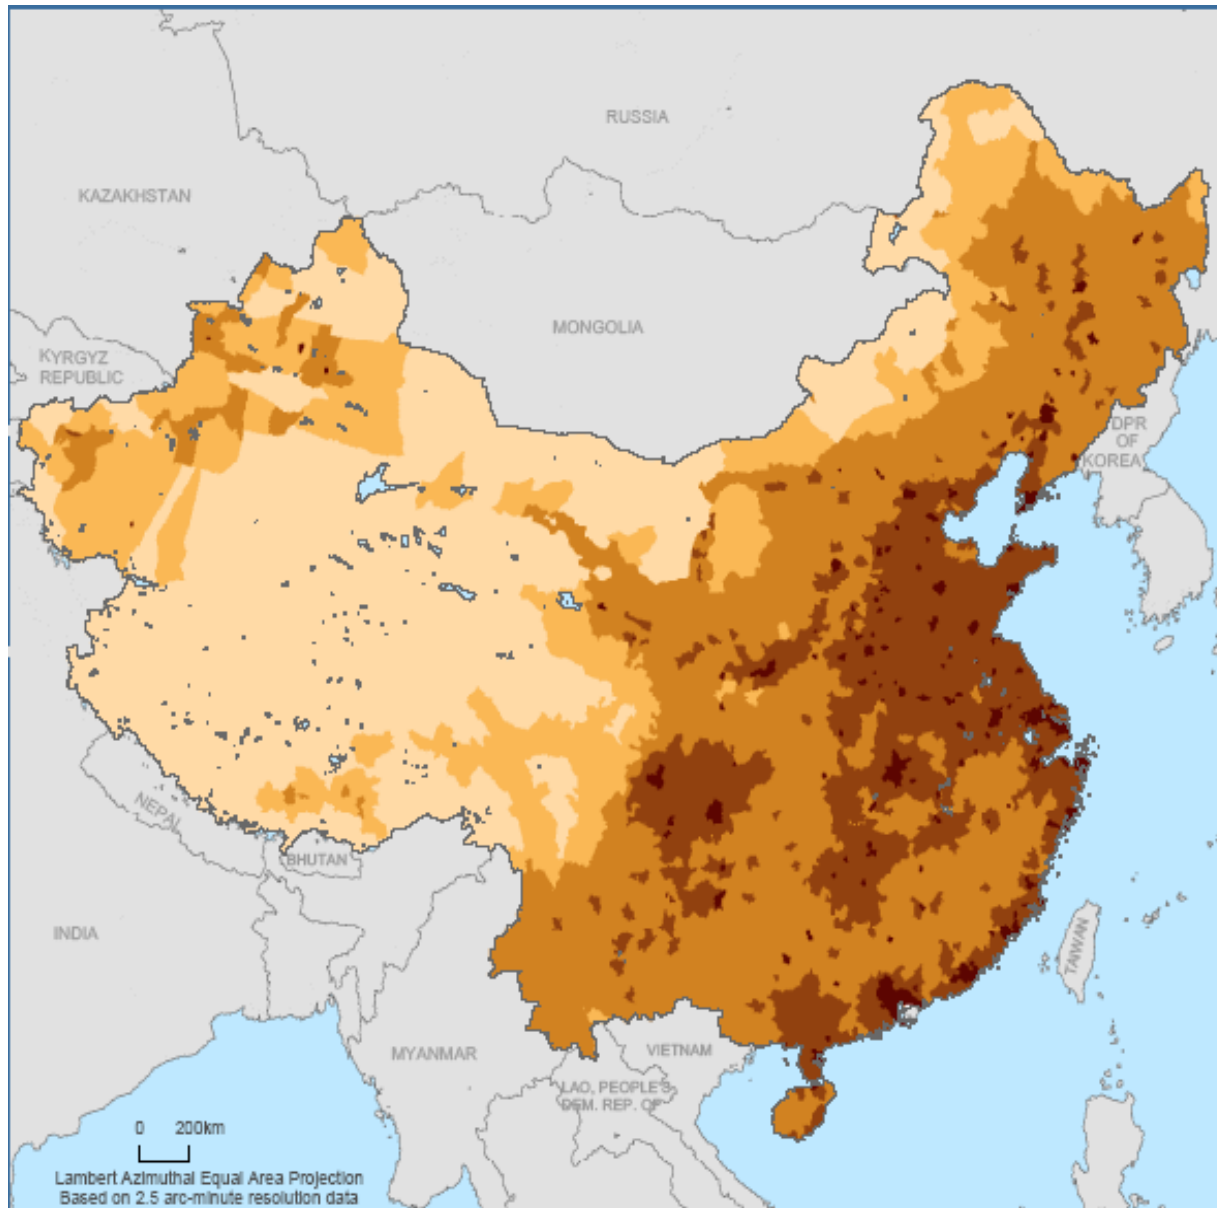 RUSSIA
KAZAKHSTAN
MONGOLIA
KYRGYZ
REPUBLIC
DPR
OF
KOREA
NEPAL
BHUTAN
INDIA
TAIWAN
MYANMAR
VIETNAM
LAO, PEOPLE'S
DEM. REP. OF
0 200km
Lambert Azimuthal Equal Area Projection
Based on 2.5 arc-minute resolution data